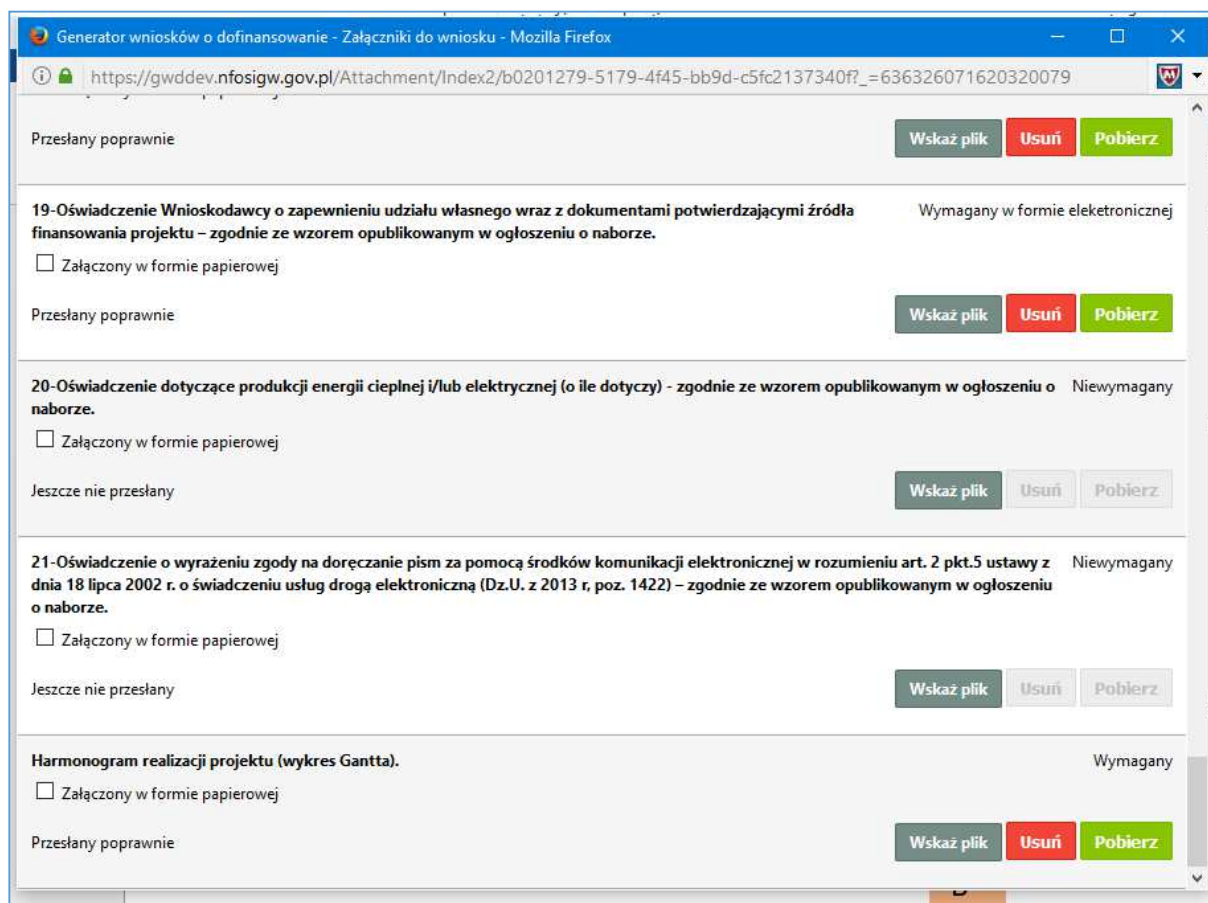 Generator wniosków o dofinansowanie - Załączniki do wniosku - Mozilla Firefox
https://gwddev.nfosigw.gov.pl/Attachment/Index2/b0201279-5179-4f45-bb9d-c5fc2137340f?_=636326071620320079
Przesłany poprawnie Wskaż plik Usuń Pobierz
19-Oświadczenie Wnioskodawcy o zapewnieniu udziału własnego wraz z dokumentami potwierdzającymi źródła Wymagany w formie eleketronicznej
finansowania projektu – zgodnie ze wzorem opublikowanym w ogłoszeniu o naborze.
Załączony w formie papierowej
Przesłany poprawnie Wskaż plik Usuń Pobierz
20-Oświadczenie dotyczące produkcji energii cieplnej i/lub elektrycznej (o ile dotyczy) - zgodnie ze wzorem opublikowanym w ogłoszeniu o Niewymagany
naborze.
Załączony w formie papierowej
Jeszcze nie przesłany Wskaż plik Usuń Pobierz
21-Oświadczenie o wyrażeniu zgody na doręczanie pism za pomocą środków komunikacji elektronicznej w rozumieniu art. 2 pkt.5 ustawy z Niewymagany
dnia 18 lipca 2002 r. o świadczeniu usług drogą elektroniczną (Dz.U. z 2013 r, poz. 1422) – zgodnie ze wzorem opublikowanym w ogłoszeniu
o naborze.
Załączony w formie papierowej
Jeszcze nie przesłany Wskaż plik Usuń Pobierz
Harmonogram realizacji projektu (wykres Gantta). Wymagany
Załączony w formie papierowej
Przesłany poprawnie Wskaż plik Usuń Pobierz